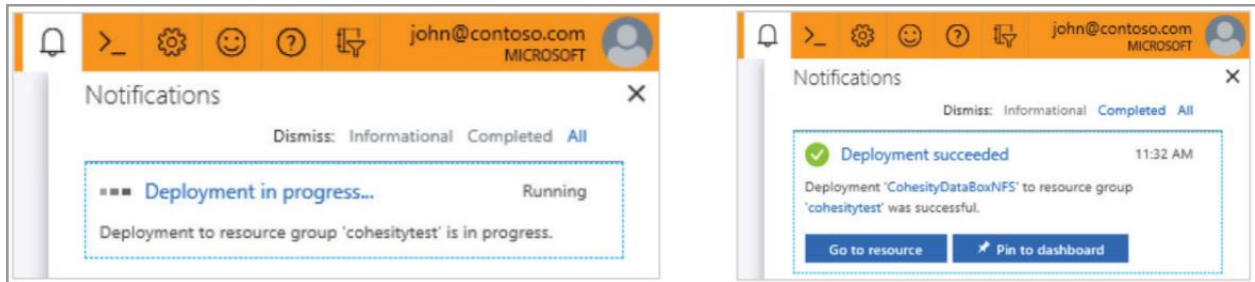 john@contoso.com
MICROSOFT
Notifications
Dismiss: Informational Completed All
Deployment in progress... Running
Deployment to resource group 'cohesitytest' is in progress.
john@contoso.com
MICROSOFT
Notifications
Dismiss: Informational Completed All
Deployment succeeded 11:32 AM
Deployment 'CohesityDataBoxNFS' to resource group
'cohesitytest' was successful.
Go to resource Pin to dashboard